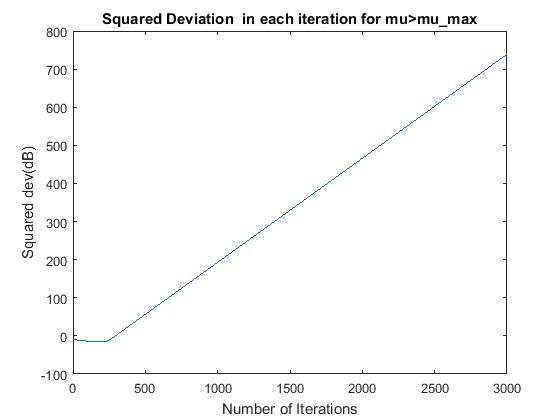 Squared Deviation  in each iteration for mu>mu_max
800
700
600
500
400
300
200
100
0
-100
Squared dev(dB)
0 500 1000 1500 2000 2500 3000
Number of Iterations